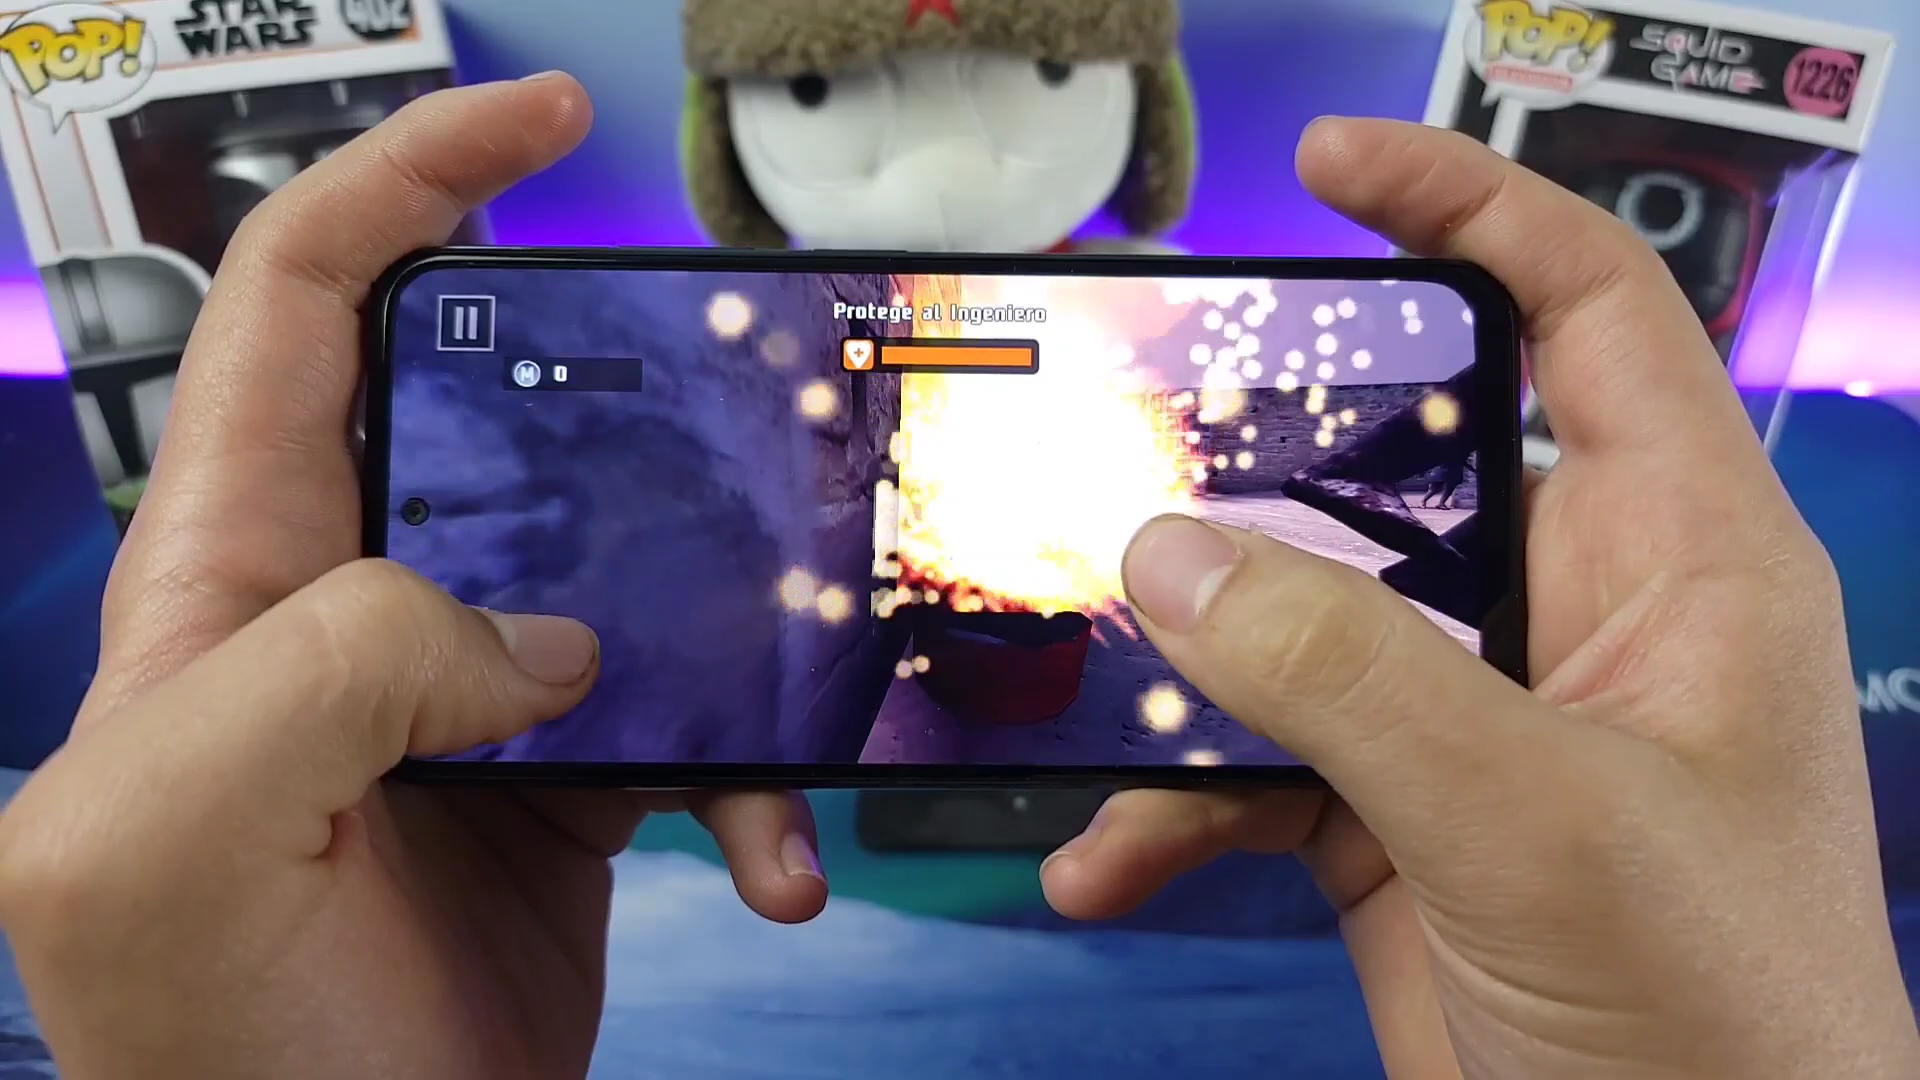 POP!
STAR
WARS
402
POP!
SQUID
GAME
1226
Protege al Ingeniero
M 0